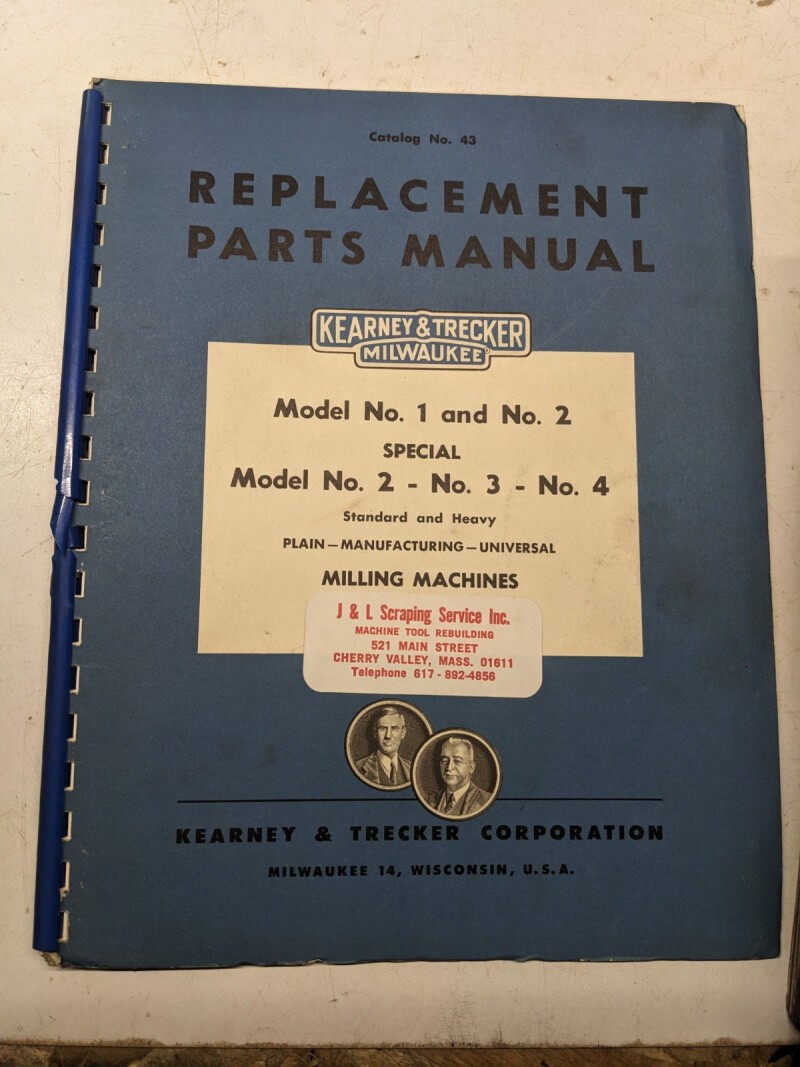 Catalog No. 43
REPLACEMENT
PARTS MANUAL
KEARNEY & TRECKER
MILWAUKEE
Model No. 1 and No. 2
SPECIAL
Model No. 2 - No. 3 - No. 4
Standard and Heavy
PLAIN—MANUFACTURING—UNIVERSAL
MILLING MACHINES
J & L Scraping Service Inc.
MACHINE TOOL REBUILDING
521 MAIN STREET
CHERRY VALLEY, MASS. 01611
Telephone 617 - 892-4856
KEARNEY & TRECKER CORPORATION
MILWAUKEE 14, WISCONSIN, U.S.A.